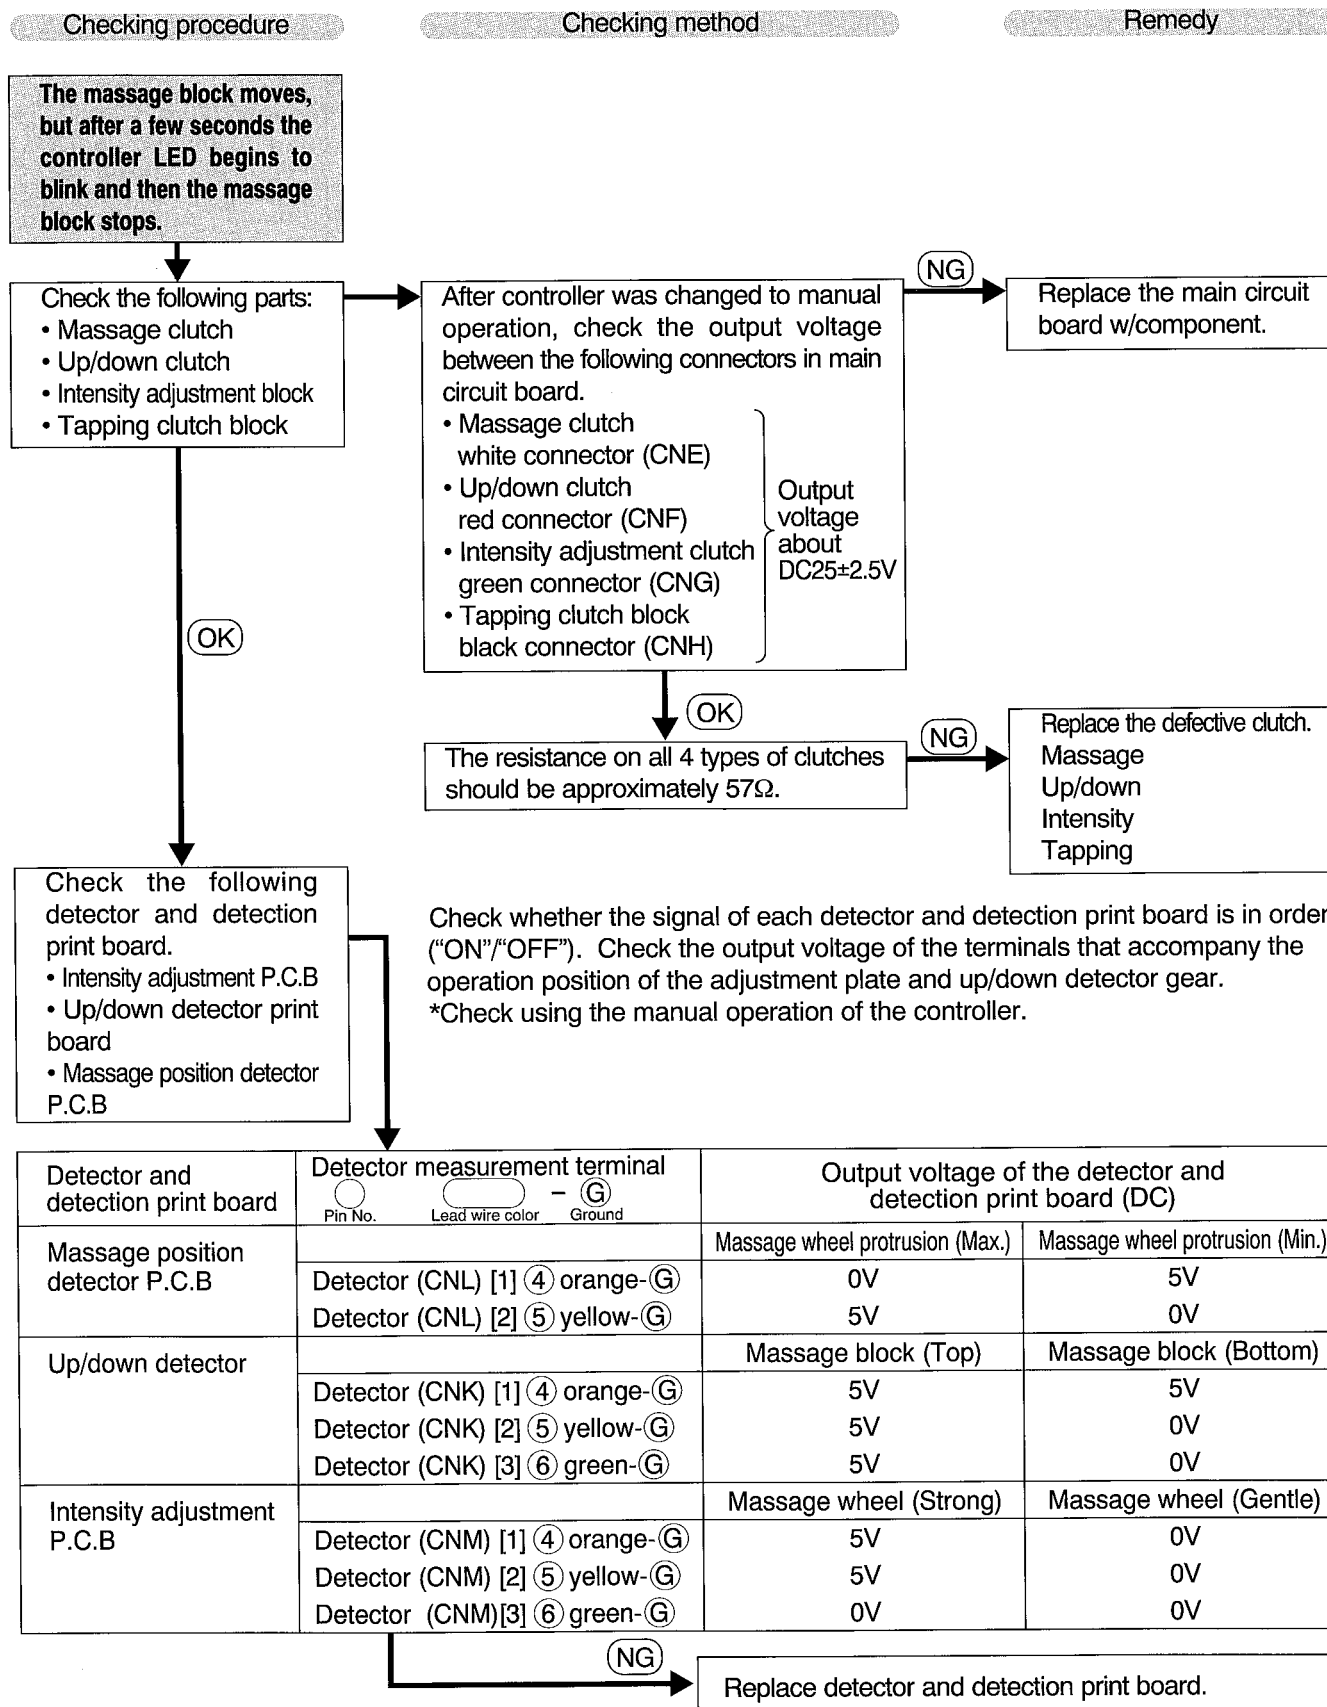 Checking procedure
Checking method
Remedy
The massage block moves,
but after a few seconds the
controller LED begins to
blink and then the massage
block stops.
Check the following parts:
• Massage clutch
• Up/down clutch
• Intensity adjustment block
• Tapping clutch block
After controller was changed to manual
operation, check the output voltage
between the following connectors in main
circuit board.
• Massage clutch
white connector (CNE)
• Up/down clutch
red connector (CNF)
• Intensity adjustment clutch
green connector (CNG)
• Tapping clutch block
black connector (CNH)
Output
voltage
about
DC25±2.5V
NG
Replace the main circuit
board w/component.
OK
OK
The resistance on all 4 types of clutches
should be approximately 57Ω.
NG
Replace the defective clutch.
Massage
Up/down
Intensity
Tapping
Check the following
detector and detection
print board.
• Intensity adjustment P.C.B
• Up/down detector print
board
• Massage position detector
P.C.B
Check whether the signal of each detector and detection print board is in order
("ON"/"OFF"). Check the output voltage of the terminals that accompany the
operation position of the adjustment plate and up/down detector gear.
*Check using the manual operation of the controller.
Detector and
detection print board
Detector measurement terminal
– G
Pin No. Lead wire color Ground
Output voltage of the detector and
detection print board (DC)
Massage position
detector P.C.B
Massage wheel protrusion (Max.) Massage wheel protrusion (Min.)
Detector (CNL) [1] ④ orange-Ⓖ 0V 5V
Detector (CNL) [2] ⑤ yellow-Ⓖ 5V 0V
Up/down detector
Massage block (Top) Massage block (Bottom)
Detector (CNK) [1] ④ orange-Ⓖ 5V 5V
Detector (CNK) [2] ⑤ yellow-Ⓖ 5V 0V
Detector (CNK) [3] ⑥ green-Ⓖ 5V 0V
Intensity adjustment
P.C.B
Massage wheel (Strong) Massage wheel (Gentle)
Detector (CNM) [1] ④ orange-Ⓖ 5V 0V
Detector (CNM) [2] ⑤ yellow-Ⓖ 5V 0V
Detector (CNM)[3] ⑥ green-Ⓖ 0V 0V
NG
Replace detector and detection print board.